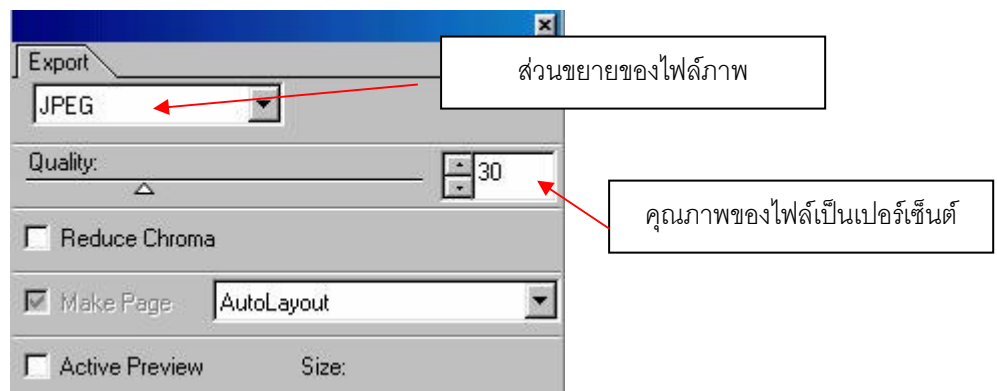 Export
ส่วนขยายของไฟล์ภาพ
JPEG
Quality:
30
คุณภาพของไฟล์เป็นเปอร์เซ็นต์
Reduce Chroma
Make Page AutoLayout
Active Preview Size: